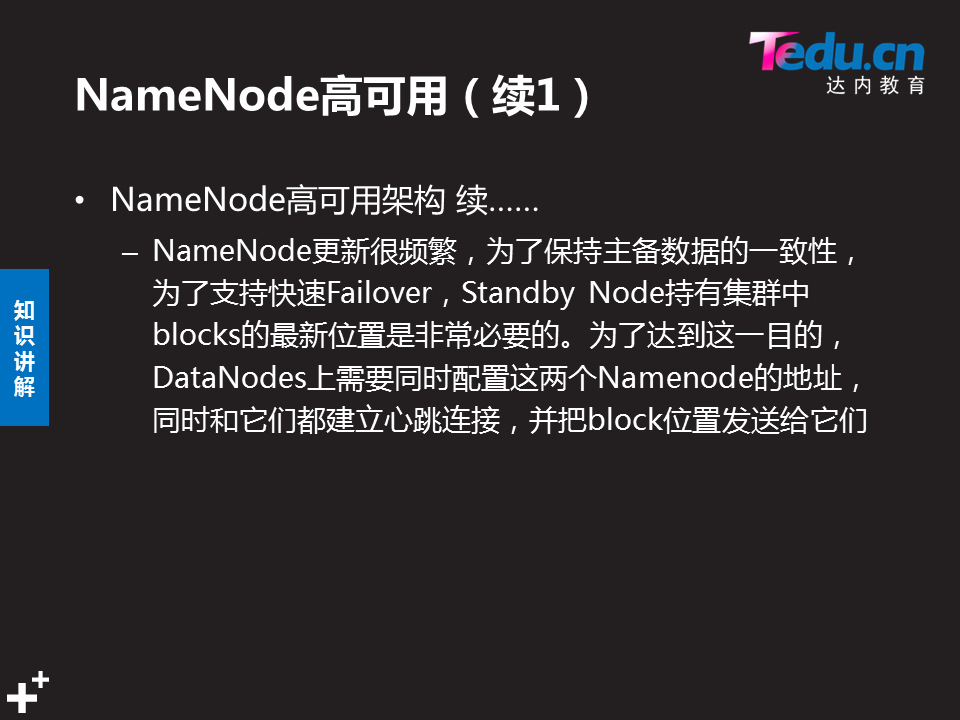 Tedu.cn
达内教育
NameNode高可用（续1）
• NameNode高可用架构 续……
– NameNode更新很频繁，为了保持主备数据的一致性，
为了支持快速Failover，Standby Node持有集群中
blocks的最新位置是非常必要的。为了达到这一目的，
DataNodes上需要同时配置这两个Namenode的地址，
同时和它们都建立心跳连接，并把block位置发送给它们
知
识
讲
解